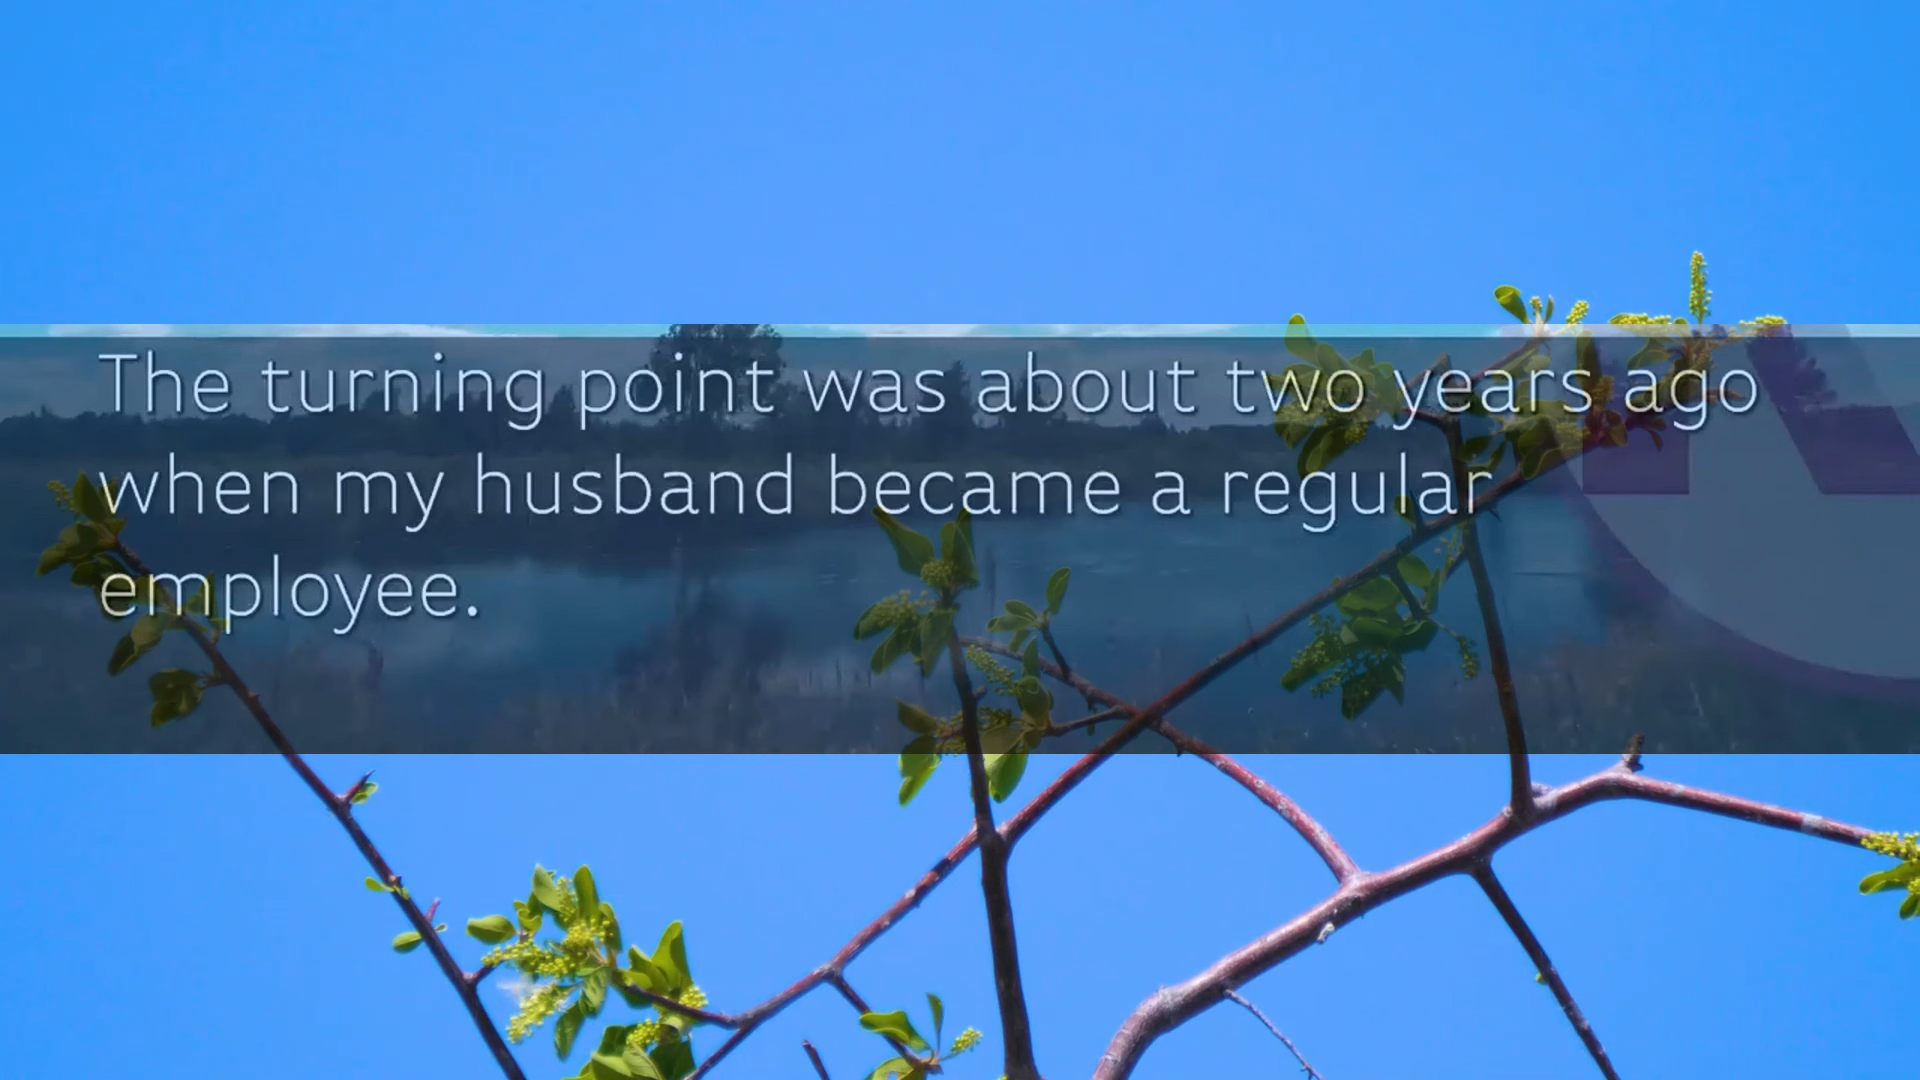 The turning point was about two years ago
when my husband became a regular
employee.